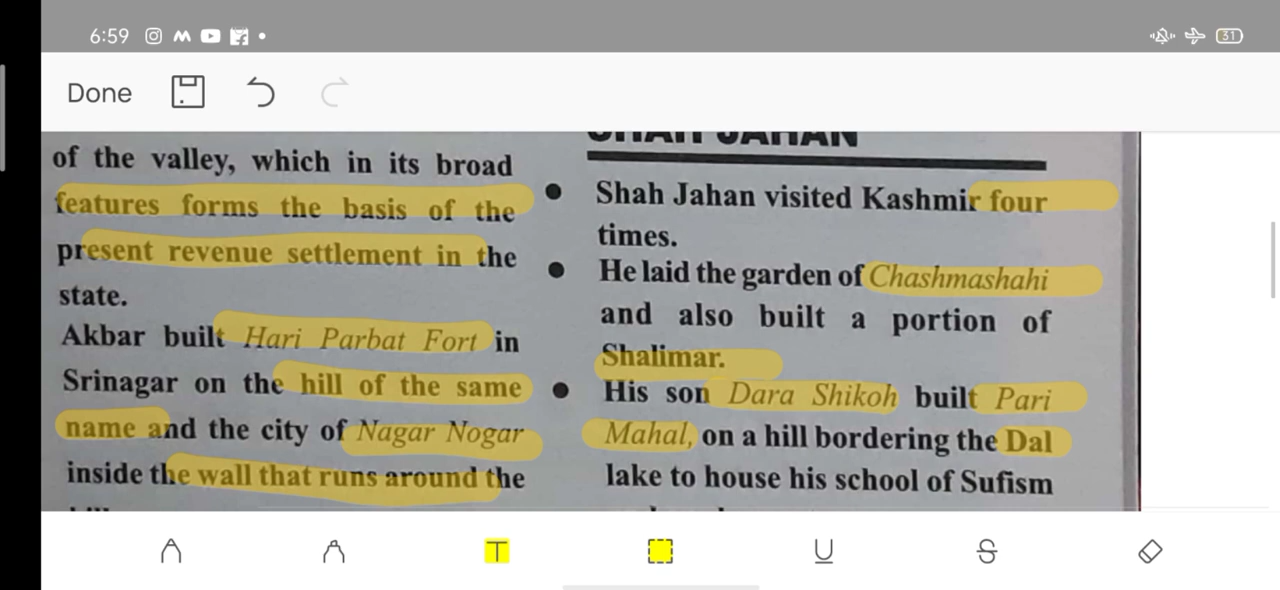 6:59
31
Done
of the valley, which in its broad
features forms the basis of the
present revenue settlement in the
state.
Akbar built Hari Parbat Fort in
Srinagar on the hill of the same
name and the city of Nagar Nogar
inside the wall that runs around the
SHAH JAHAN
Shah Jahan visited Kashmir four
times.
He laid the garden of Chashmashahi
and also built a portion of
Shalimar.
His son Dara Shikoh built Pari
Mahal, on a hill bordering the Dal
lake to house his school of Sufism
T
U
S